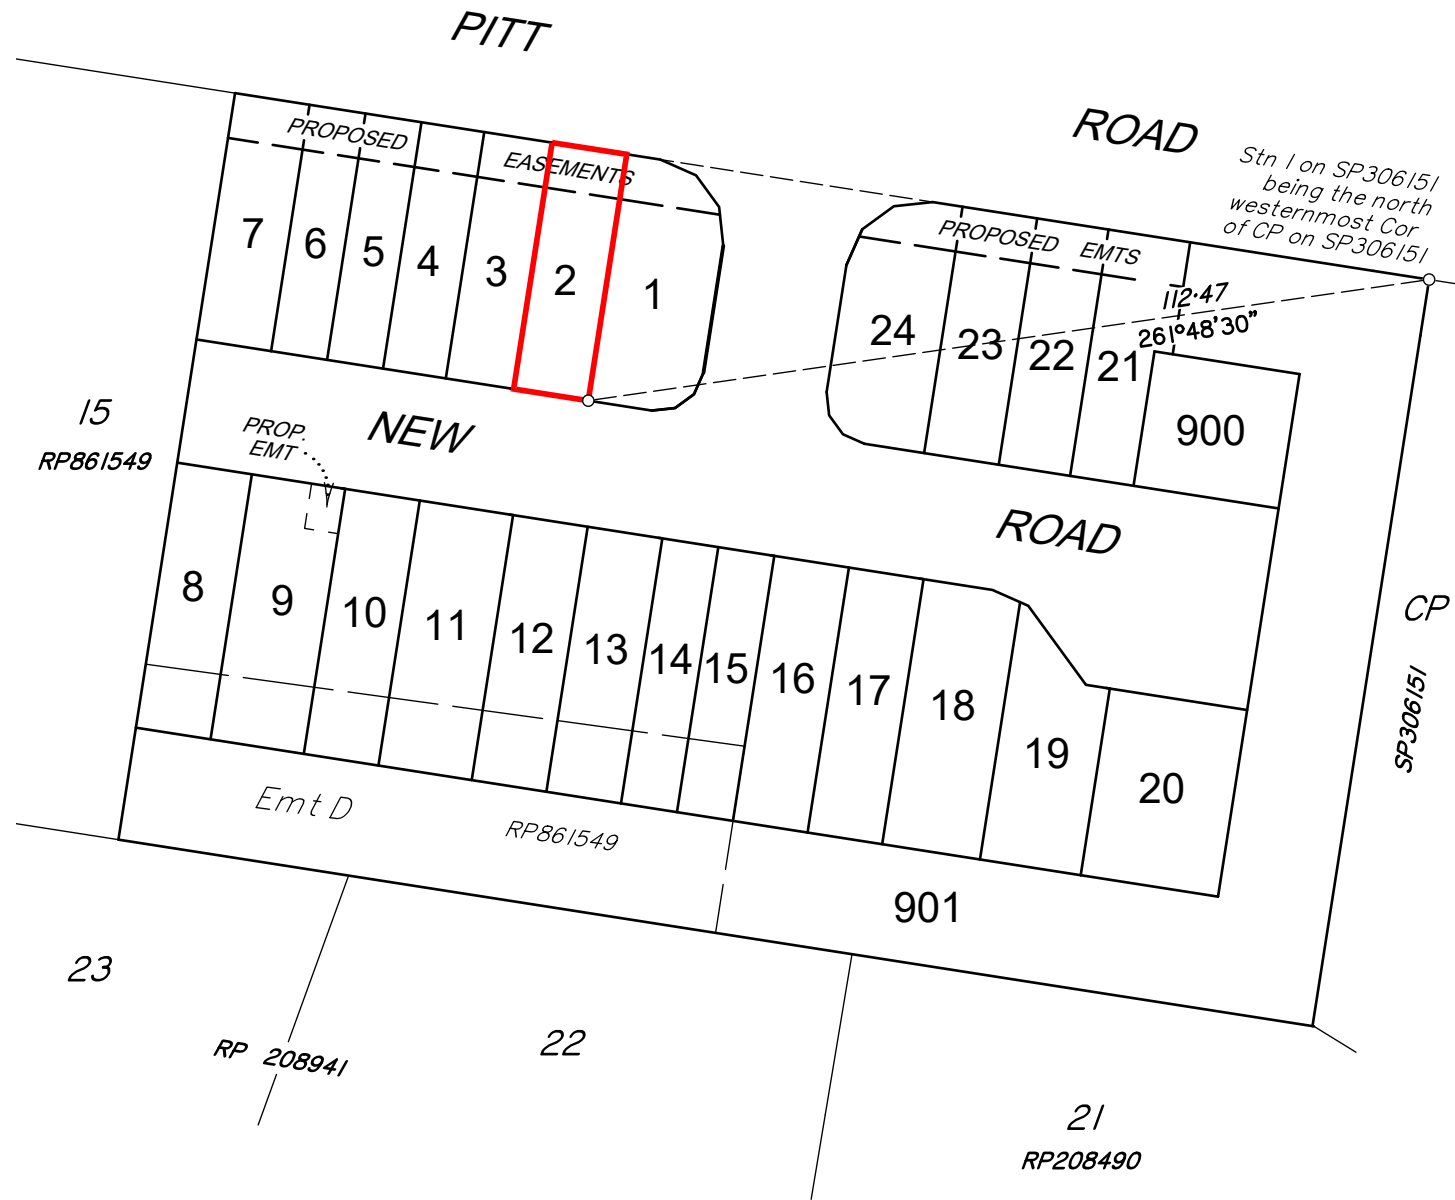 PITT
ROAD
Stn 1 on SP306151
being the north
westernmost Cor
of CP on SP306151
PROPOSED
EASEMENTS
PROPOSED EMTS
7
6
5
4
3
2
1
24
23
22
21
112·47
261°48'30"
900
15
RP861549
PROP.
EMT
NEW
ROAD
8
9
10
11
12
13
14
15
16
17
18
19
20
CP
SP306151
Emt D
RP861549
901
23
22
RP 208941
21
RP208490